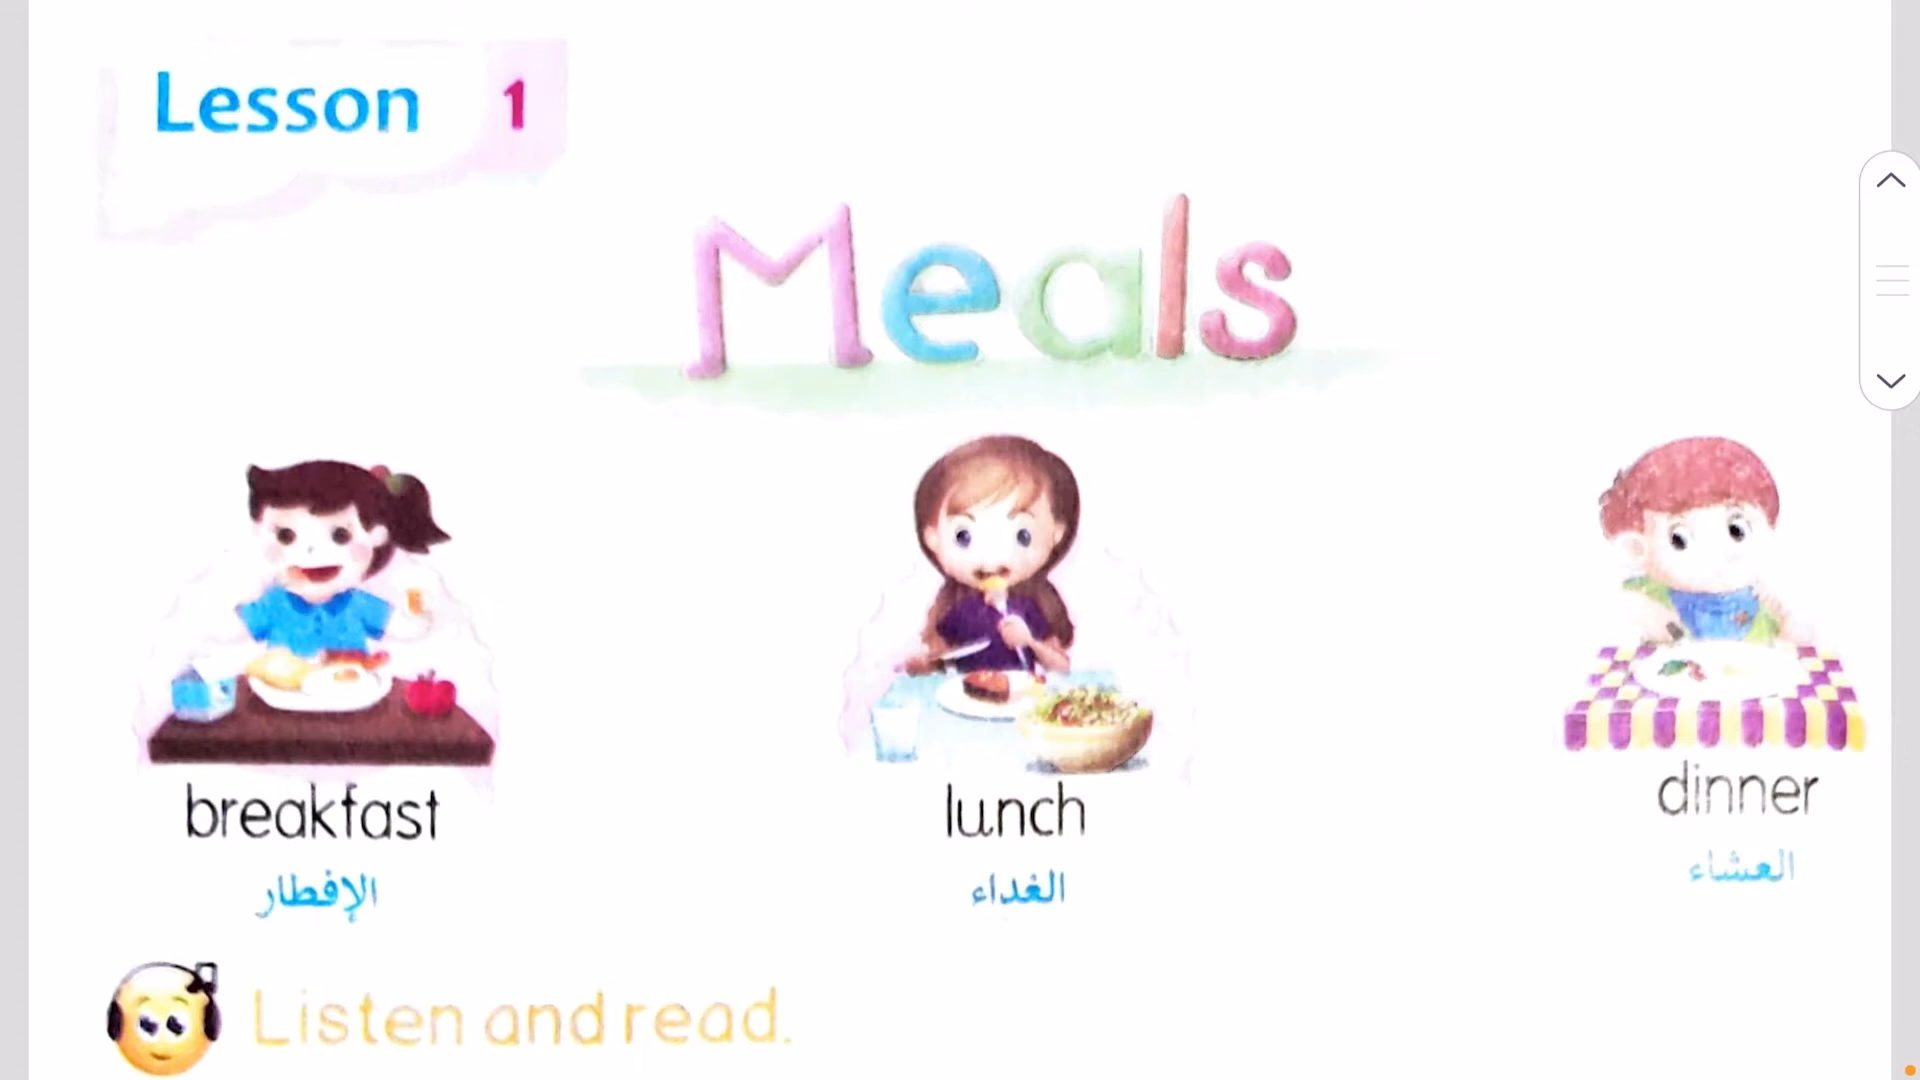 Lesson 1
Meals
breakfast
الإفطار
lunch
الغداء
dinner
العشاء
Listen and read.